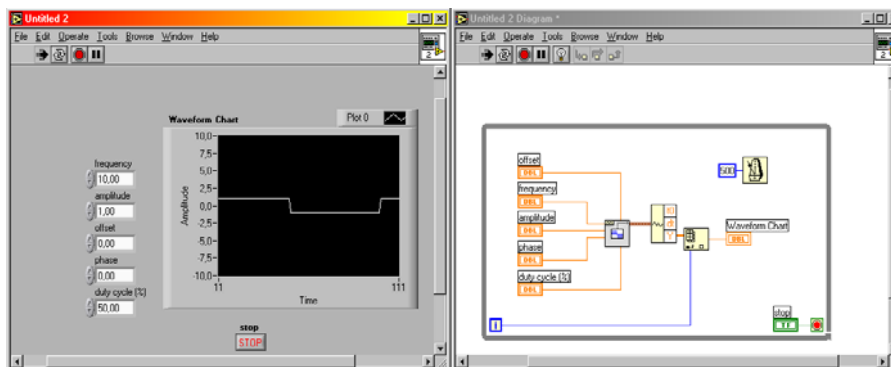 Untitled 2
File Edit Operate Tools Browse Window Help
2
Waveform Chart
Plot 0
10,0
7,5
5,0
2,5
0,0
-2,5
-5,0
-7,5
-10,0
Amplitude
11
111
Time
frequency
10,00
amplitude
1,00
offset
0,00
phase
0,00
duty cycle (%)
50,00
stop
STOP
Untitled 2 Diagram *
File Edit Operate Tools Browse Window Help
2
offset
DBL
frequency
DBL
amplitude
DBL
phase
DBL
duty cycle (%)
DBL
500
t0
dt
Y
Waveform Chart
DBL
i
stop
TF